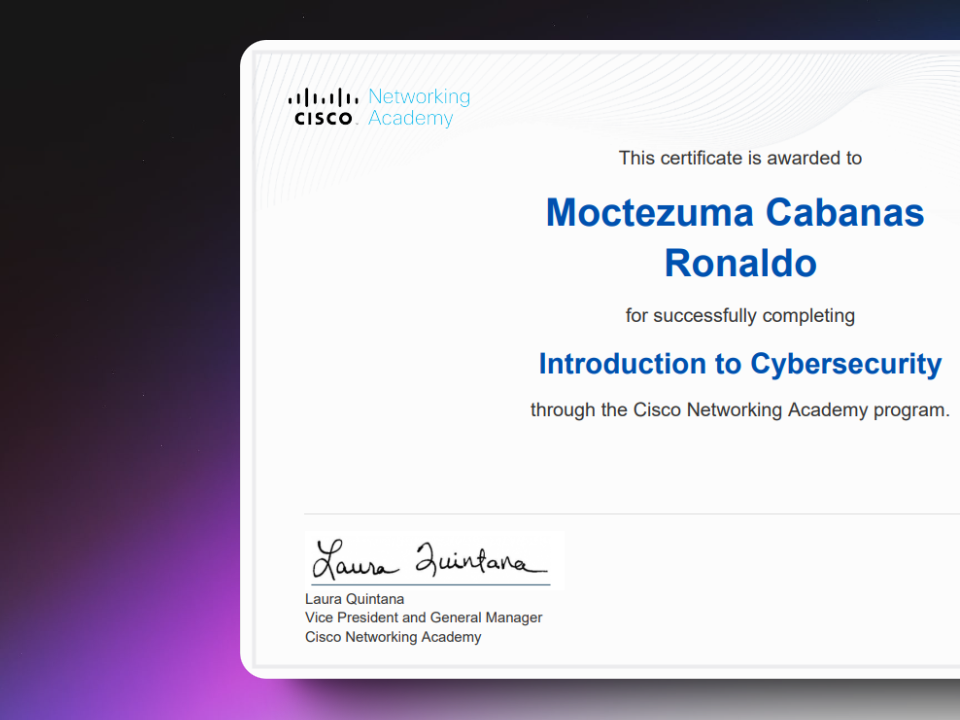 Networking
CISCO Academy
This certificate is awarded to
Moctezuma Cabanas
Ronaldo
for successfully completing
Introduction to Cybersecurity
through the Cisco Networking Academy program.
Laura Quintana
Laura Quintana
Vice President and General Manager
Cisco Networking Academy